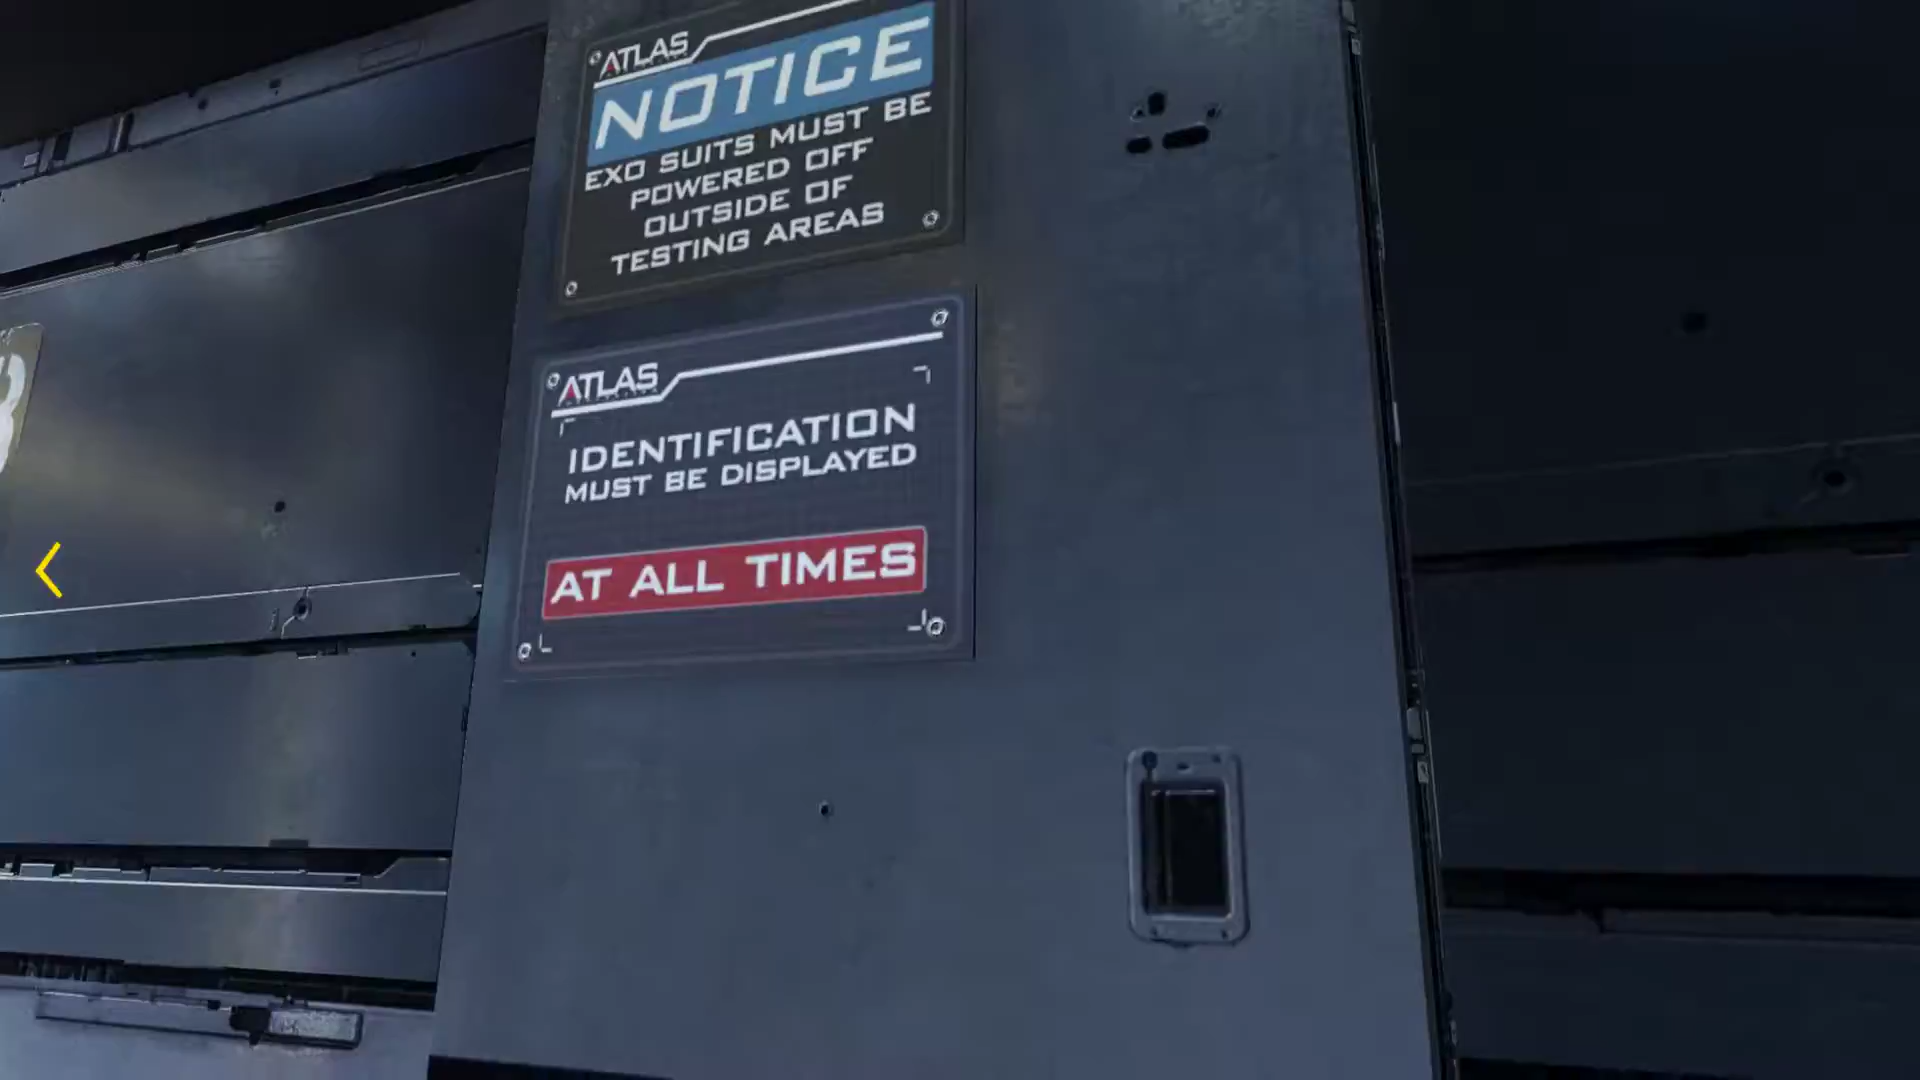 ATLAS
NOTICE
EXO SUITS MUST BE
POWERED OFF
OUTSIDE OF
TESTING AREAS
ATLAS
IDENTIFICATION
MUST BE DISPLAYED
AT ALL TIMES